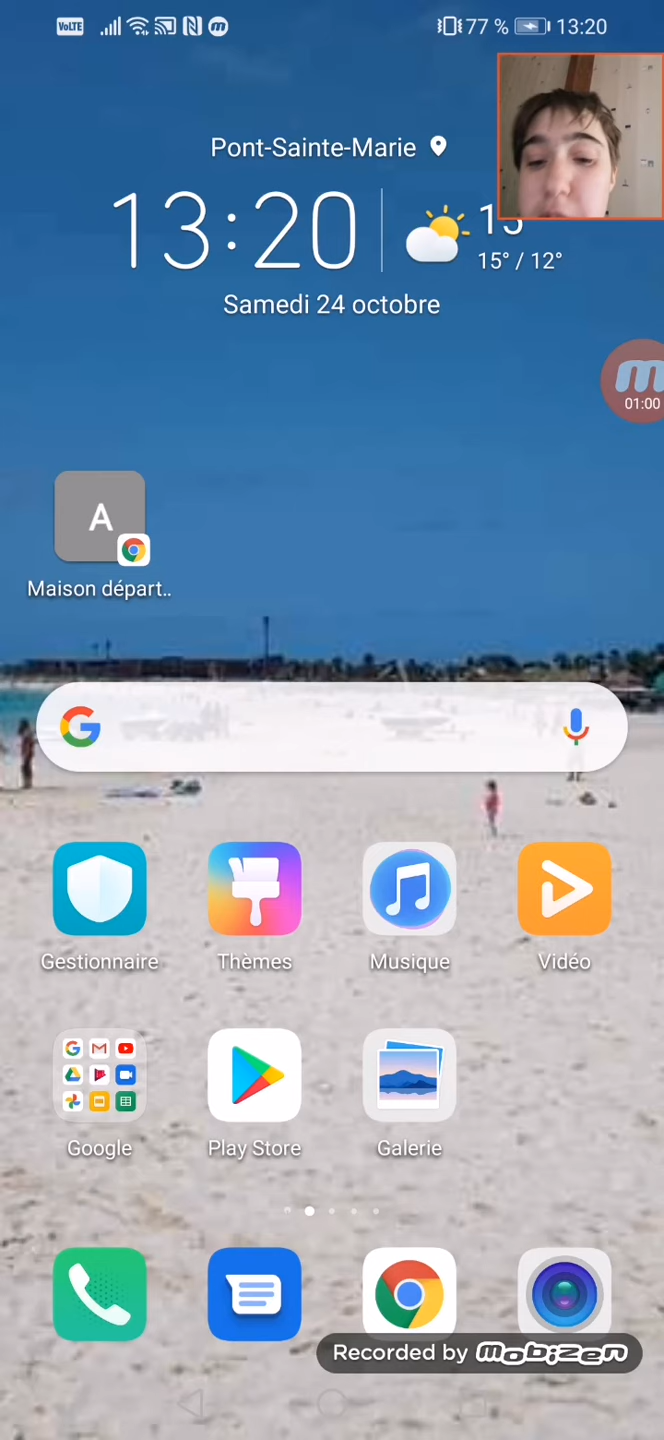 VoLTE 77 % 13:20
Pont-Sainte-Marie
13:20
15° / 12°
Samedi 24 octobre
01:00
A
Maison départ..
Gestionnaire
Thèmes
Musique
Vidéo
Google
Play Store
Galerie
Recorded by mobizen